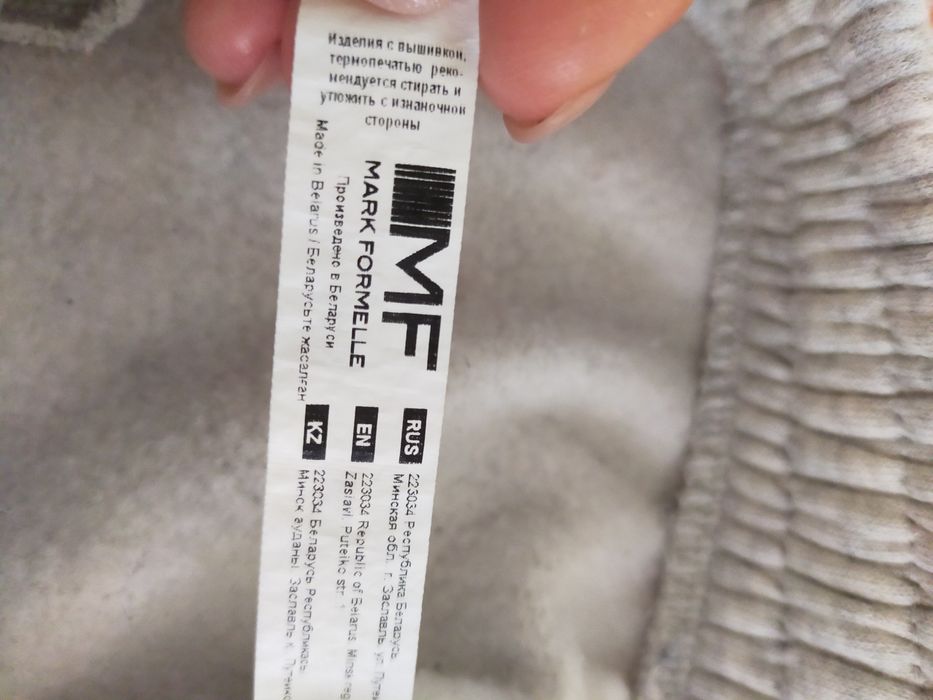 Изделия с вышивкой,
термопечатью реко-
мендуется стирать и
утюжить с изнаночной
стороны
MF
MARK FORMELLE
Произведено в Беларуси
Made in Belarus / Беларусьте жасалған
RUS
223034 Республика Беларусь
Минская обл. г. Заславль, ул.
EN
223034 Republic of Belarus Minsk reg
Zaslavl Puteiko str. 1
KZ
223034 Беларусь Республикасы
Минск ауданы Заславль к.